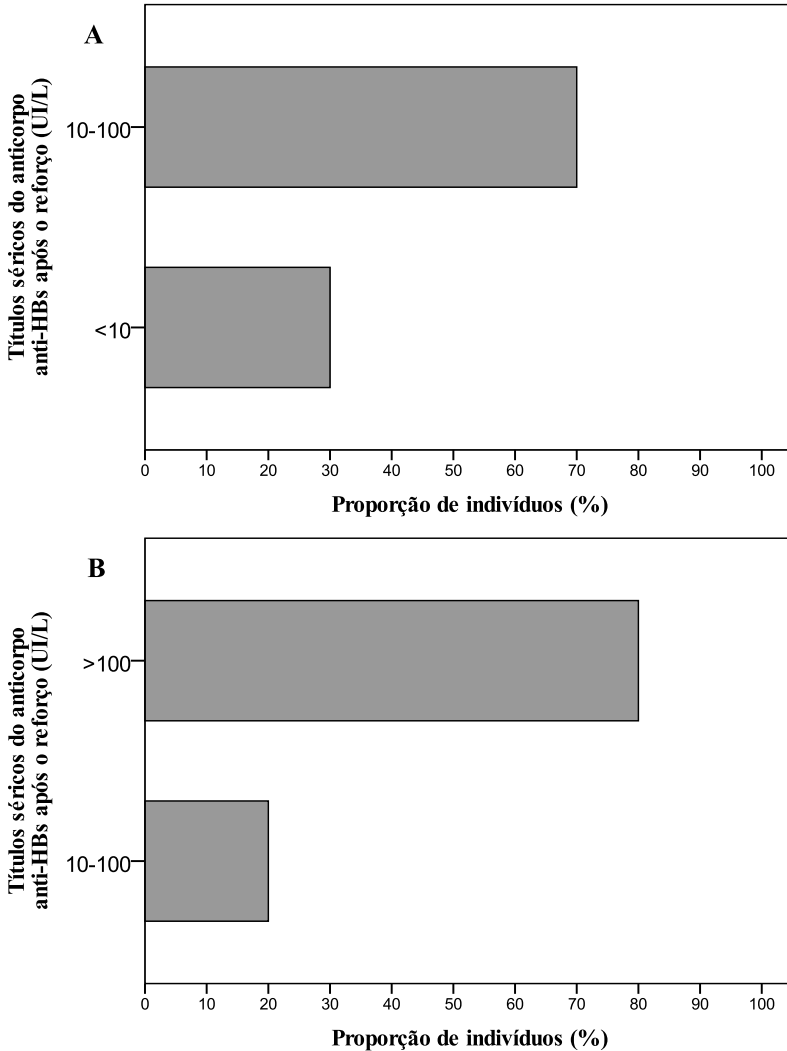 A
Títulos séricos do anticorpo
anti-HBs após o reforço (UI/L)
10-100
<10
0 10 20 30 40 50 60 70 80 90 100
Proporção de indivíduos (%)
B
Títulos séricos do anticorpo
anti-HBs após o reforço (UI/L)
>100
10-100
0 10 20 30 40 50 60 70 80 90 100
Proporção de indivíduos (%)